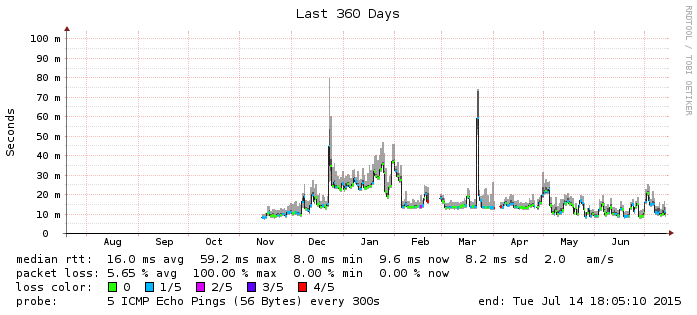 Last 360 Days
RRDTOOL / TOBI OETIKER
Seconds
100 m
90 m
80 m
70 m
60 m
50 m
40 m
30 m
20 m
10 m
0
Aug Sep Oct Nov Dec Jan Feb Mar Apr May Jun
median rtt: 16.0 ms avg 59.2 ms max 8.0 ms min 9.6 ms now 8.2 ms sd 2.0 am/s
packet loss: 5.65 % avg 100.00 % max 0.00 % min 0.00 % now
loss color: 0 1/5 2/5 3/5 4/5
probe: 5 ICMP Echo Pings (56 Bytes) every 300s end: Tue Jul 14 18:05:10 2015